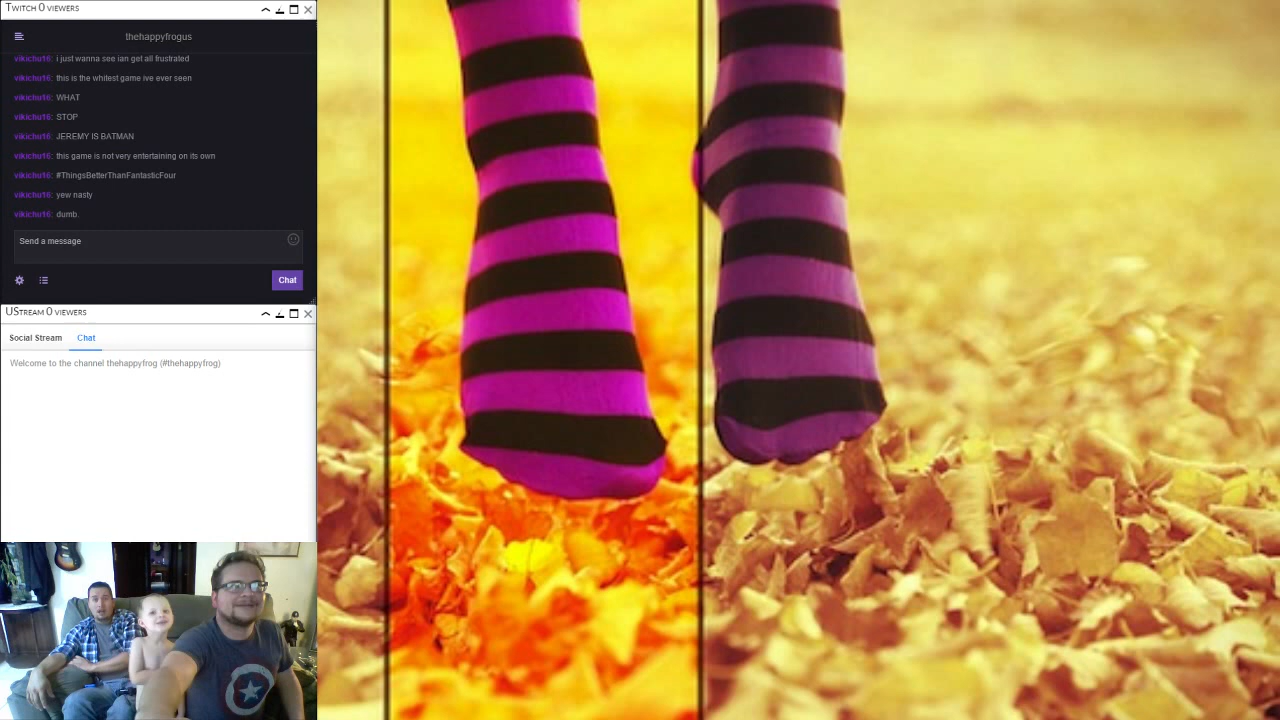 Twitch 0 viewers
thehappyfrogus
vikichu16: i just wanna see ian get all frustrated
vikichu16: this is the whitest game ive ever seen
vikichu16: WHAT
vikichu16: STOP
vikichu16: JEREMY IS BATMAN
vikichu16: this game is not very entertaining on its own
vikichu16: #ThingsBetterThanFantasticFour
vikichu16: yew nasty
vikichu16: dumb.
Send a message
Chat
UStream 0 viewers
Social Stream Chat
Welcome to the channel thehappyfrog (#thehappyfrog)